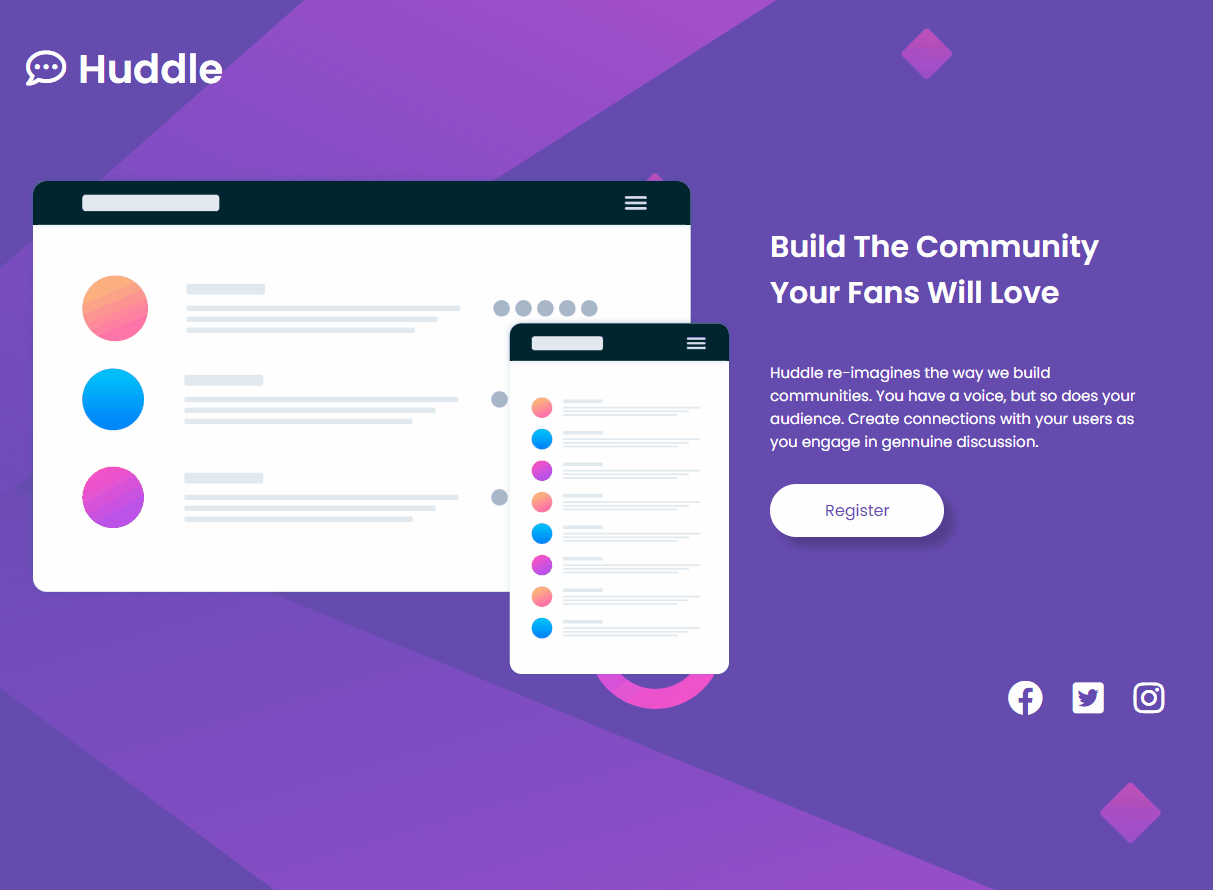 Huddle
Build The Community
Your Fans Will Love
Huddle re-imagines the way we build
communities. You have a voice, but so does your
audience. Create connections with your users as
you engage in gennuine discussion.
Register